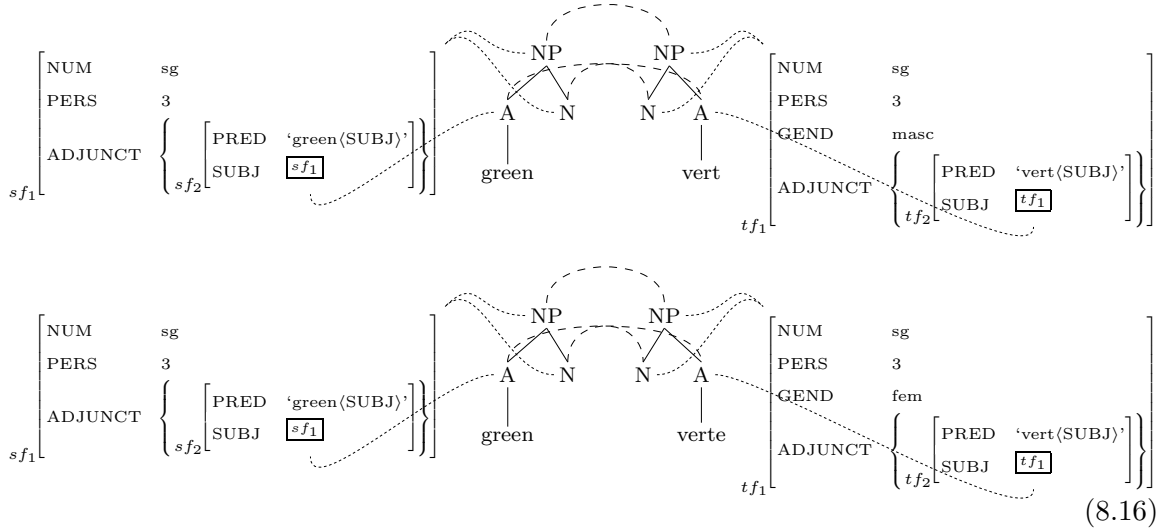 NP NP
NUM sg
PERS 3
ADJUNCT
PRED ‘green⟨SUBJ⟩’
SUBJ sf1
sf2
sf1
A N N A
green vert
NUM sg
PERS 3
GEND masc
ADJUNCT
PRED ‘vert⟨SUBJ⟩’
SUBJ tf1
tf2
tf1
NP NP
NUM sg
PERS 3
ADJUNCT
PRED ‘green⟨SUBJ⟩’
SUBJ sf1
sf2
sf1
A N N A
green verte
NUM sg
PERS 3
GEND fem
ADJUNCT
PRED ‘vert⟨SUBJ⟩’
SUBJ tf1
tf2
tf1
(8.16)